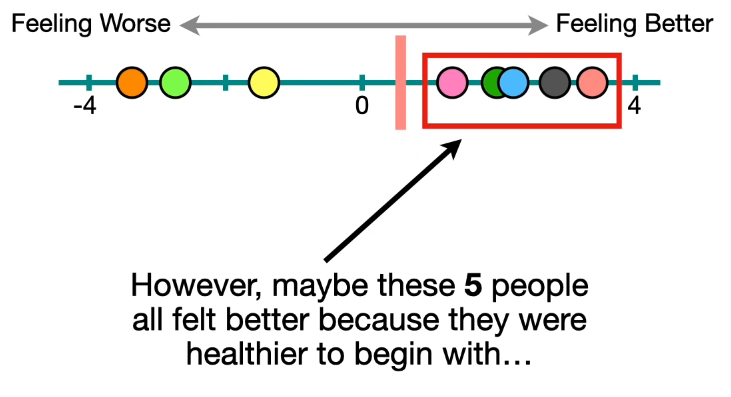 Feeling Worse Feeling Better
-4 0 4
However, maybe these 5 people
all felt better because they were
healthier to begin with…